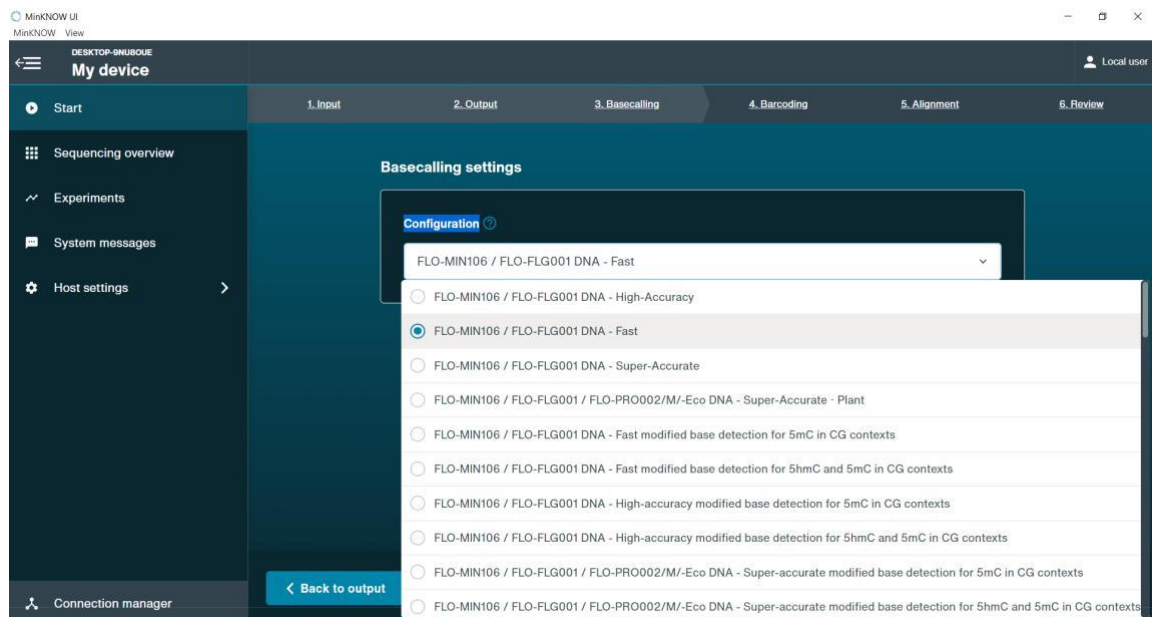 MinKNOW UI
MinKNOW View
DESKTOP-9NU8OUE
My device
Local user
Start
Sequencing overview
Experiments
System messages
Host settings
Connection manager
1. Input 2. Output 3. Basecalling 4. Barcoding 5. Alignment 6. Review
Basecalling settings
Configuration ?
FLO-MIN106 / FLO-FLG001 DNA - Fast
FLO-MIN106 / FLO-FLG001 DNA - High-Accuracy
FLO-MIN106 / FLO-FLG001 DNA - Fast
FLO-MIN106 / FLO-FLG001 DNA - Super-Accurate
FLO-MIN106 / FLO-FLG001 / FLO-PRO002/M/-Eco DNA - Super-Accurate · Plant
FLO-MIN106 / FLO-FLG001 DNA - Fast modified base detection for 5mC in CG contexts
FLO-MIN106 / FLO-FLG001 DNA - Fast modified base detection for 5hmC and 5mC in CG contexts
FLO-MIN106 / FLO-FLG001 DNA - High-accuracy modified base detection for 5mC in CG contexts
FLO-MIN106 / FLO-FLG001 DNA - High-accuracy modified base detection for 5hmC and 5mC in CG contexts
FLO-MIN106 / FLO-FLG001 / FLO-PRO002/M/-Eco DNA - Super-accurate modified base detection for 5mC in CG contexts
FLO-MIN106 / FLO-FLG001 / FLO-PRO002/M/-Eco DNA - Super-accurate modified base detection for 5hmC and 5mC in CG contexts
Back to output